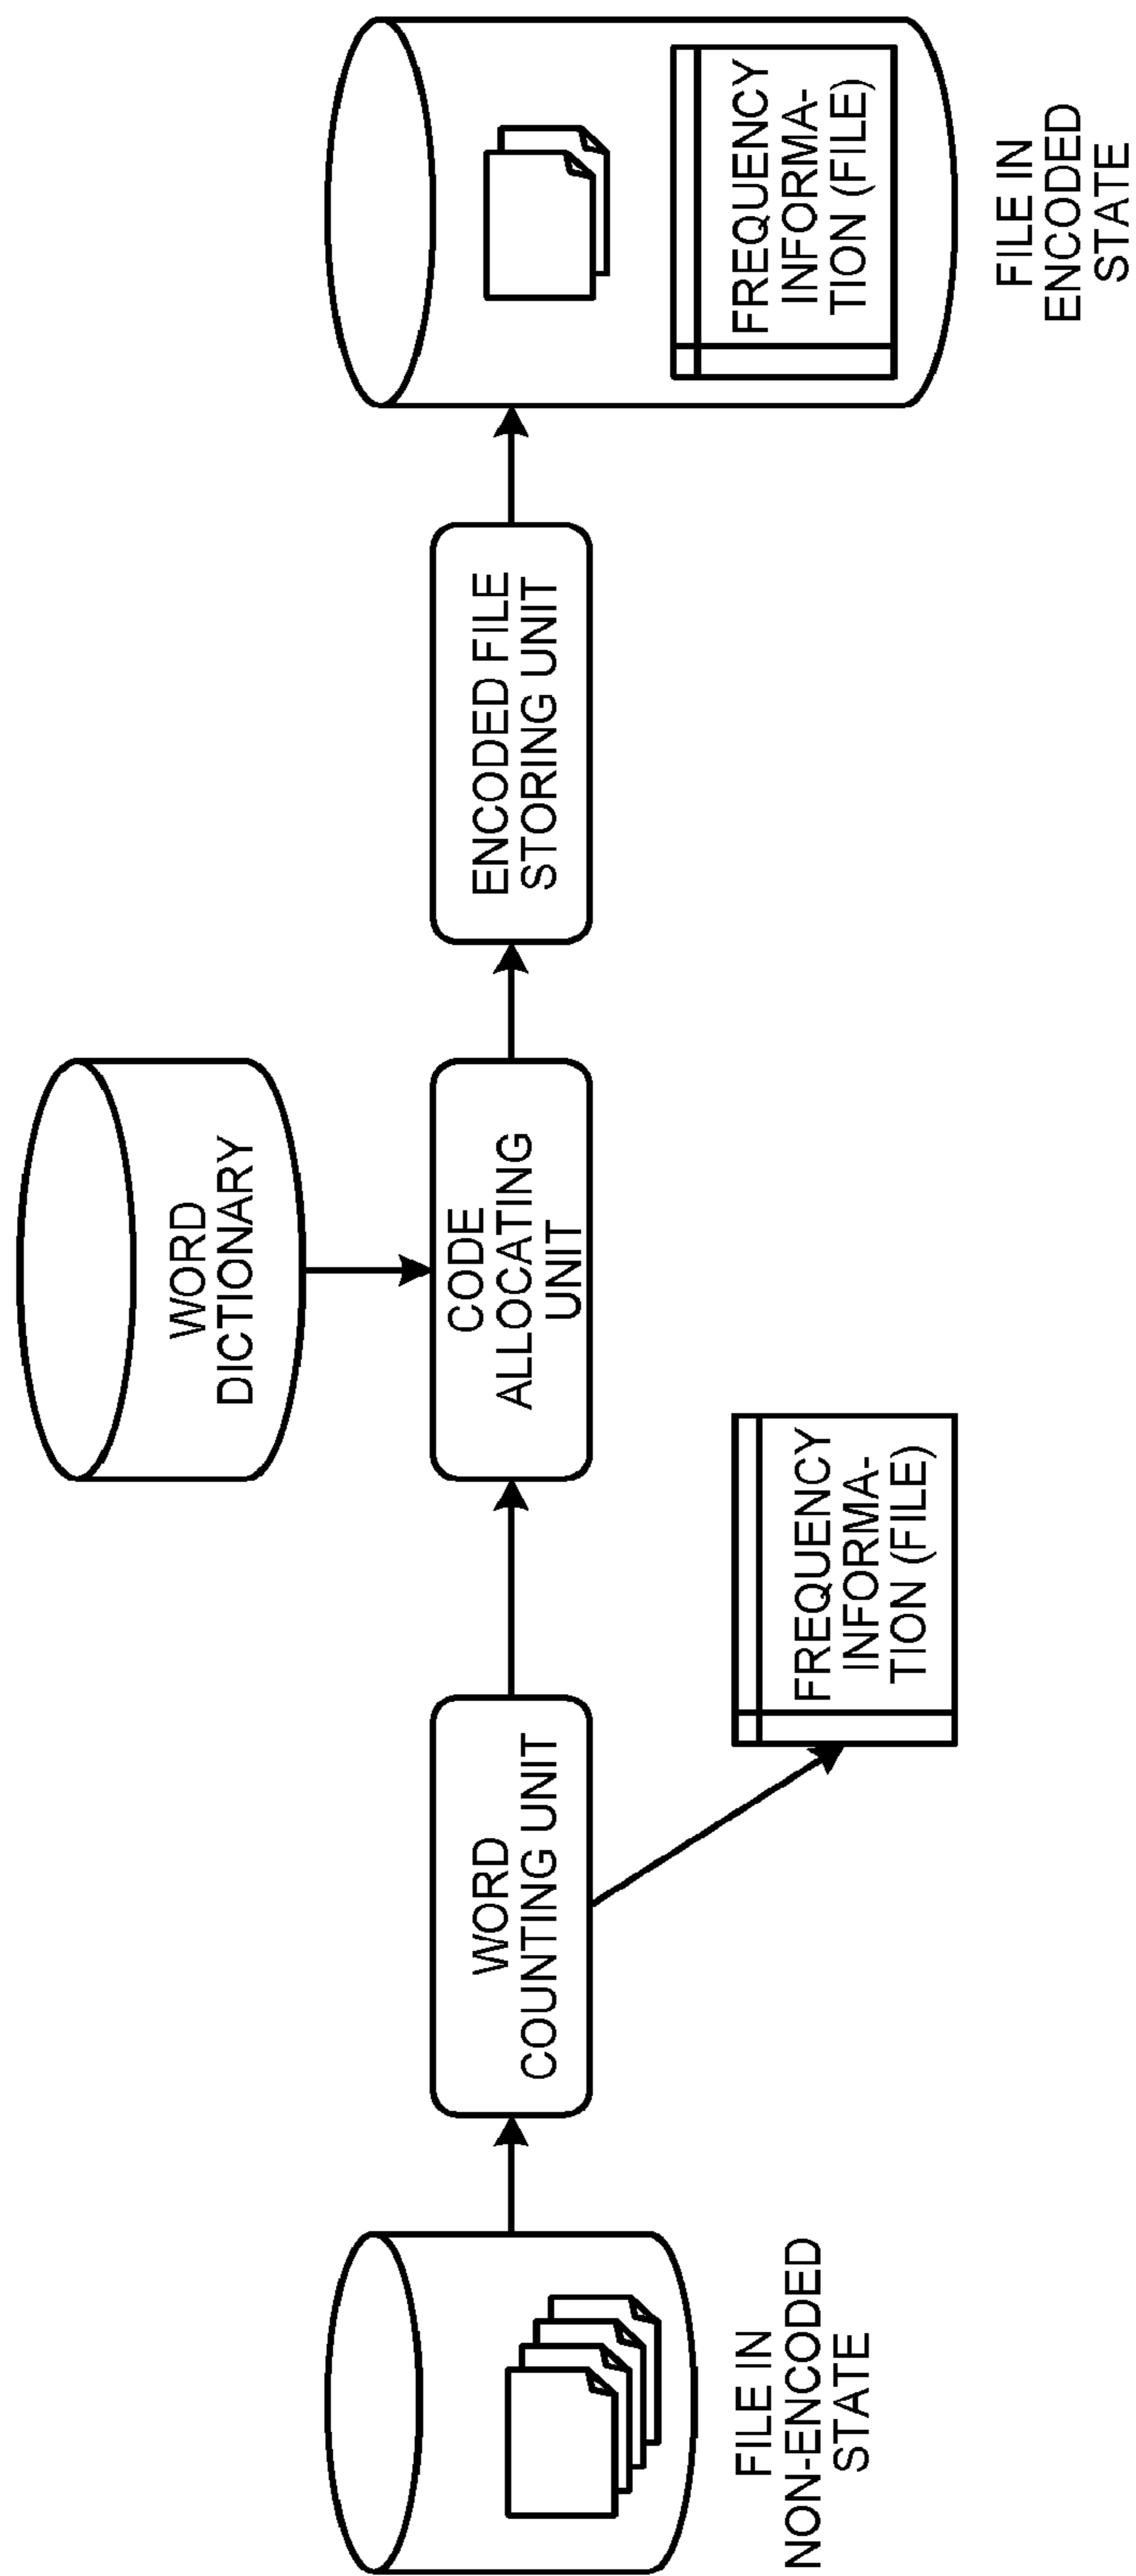 WORD
DICTIONARY
FILE IN
NON-ENCODED
STATE
WORD
COUNTING UNIT
FREQUENCY
INFORMA-
TION (FILE)
CODE
ALLOCATING
UNIT
ENCODED FILE
STORING UNIT
FREQUENCY
INFORMA-
TION (FILE)
FILE IN
ENCODED
STATE